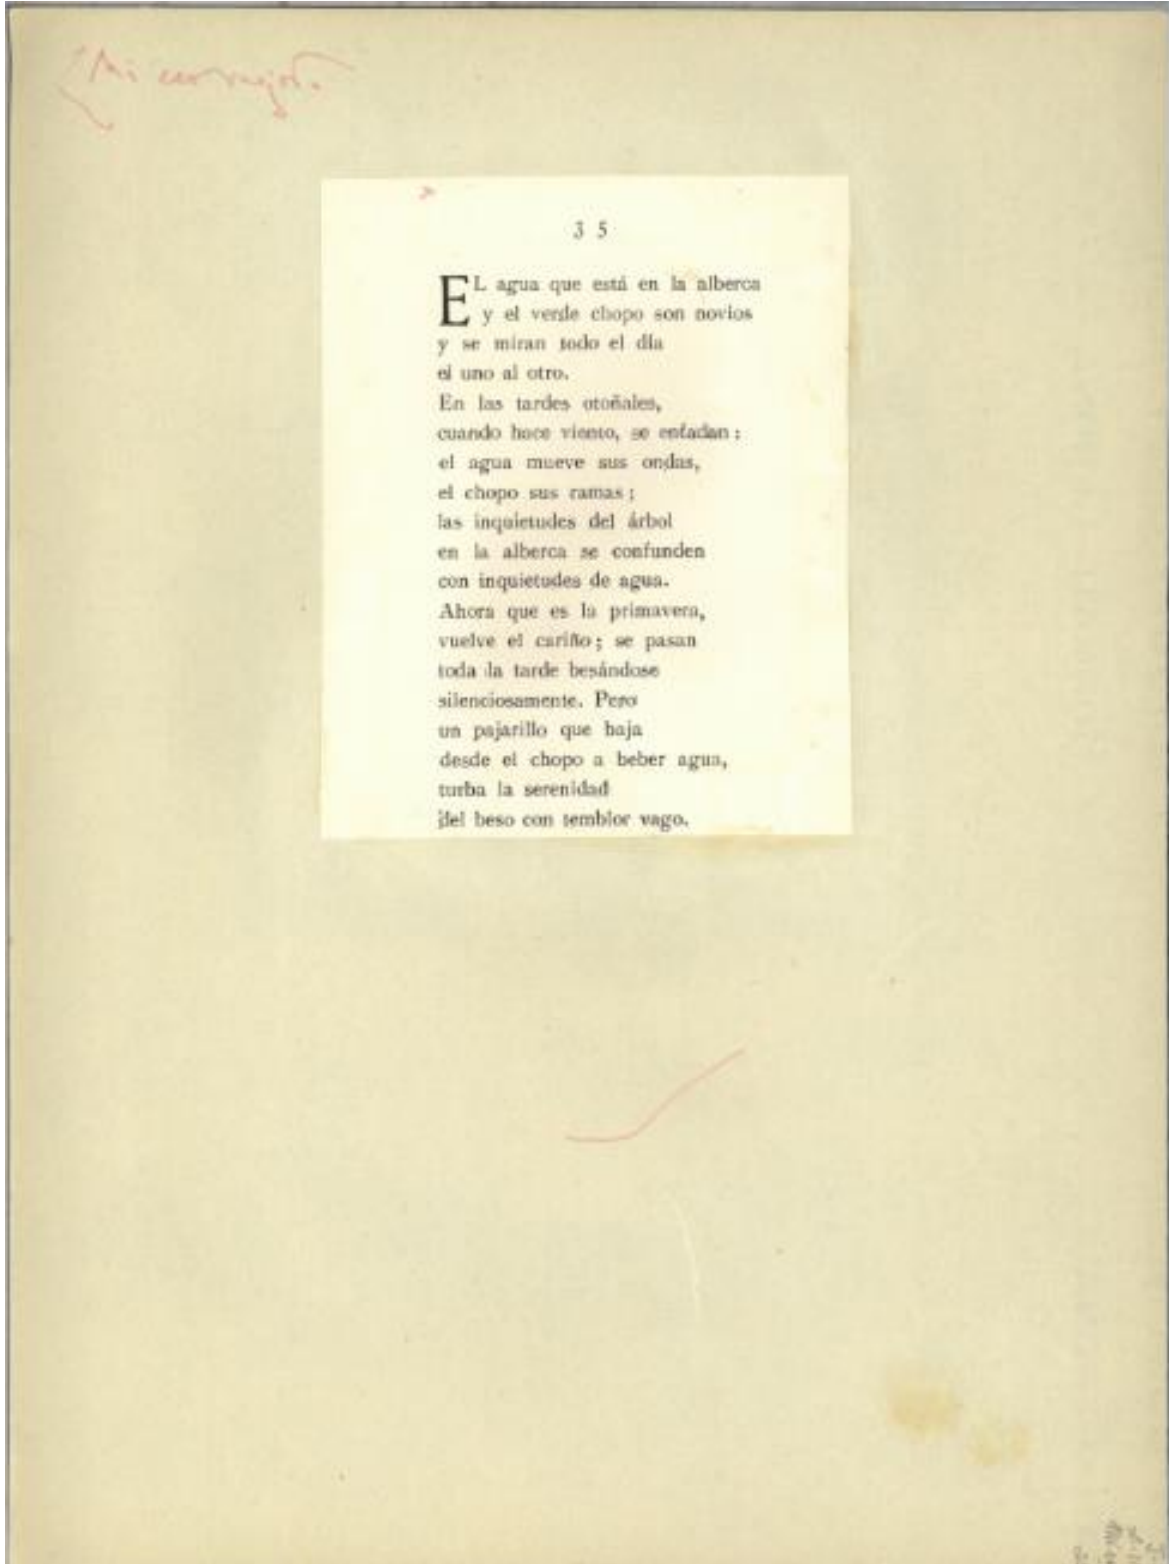 35
EL agua que está en la alberca
y el verde chopo son novios
y se miran todo el día
el uno al otro.
En las tardes otoñales,
cuando hace viento, se enfadan;
el agua mueve sus ondas,
el chopo sus ramas;
las inquietudes del árbol
en la alberca se confunden
con inquietudes de agua.
Ahora que es la primavera,
vuelve el cariño; se pasan
toda la tarde besándose
silenciosamente. Pero
un pajarillo que baja
desde el chopo a beber agua,
turba la serenidad
del beso con temblor vago.